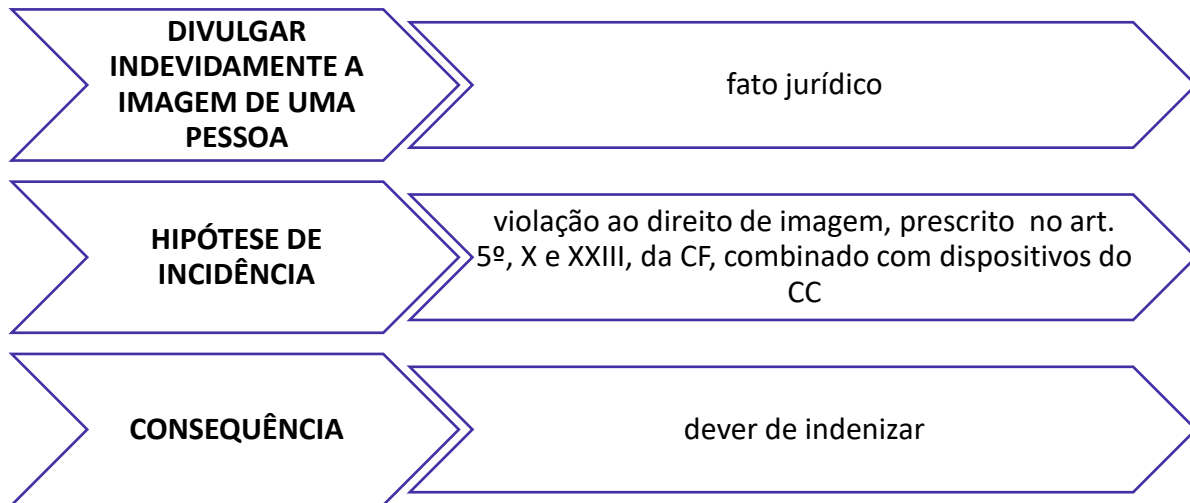 DIVULGAR
INDEVIDAMENTE A
IMAGEM DE UMA
PESSOA
fato jurídico
HIPÓTESE DE
INCIDÊNCIA
violação ao direito de imagem, prescrito no art.
5º, X e XXIII, da CF, combinado com dispositivos do
CC
CONSEQUÊNCIA
dever de indenizar